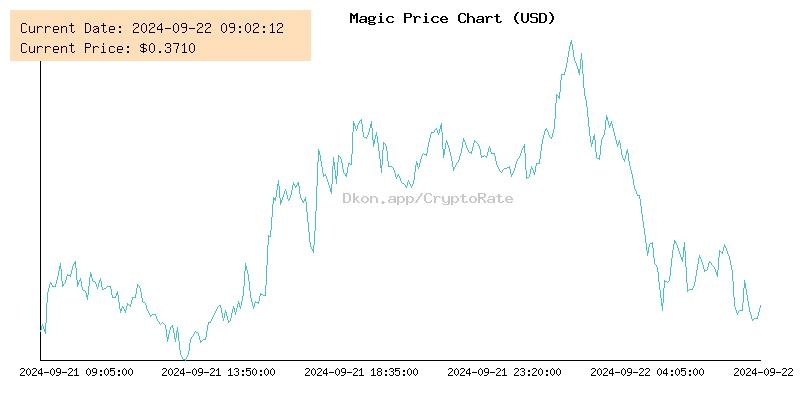 Magic Price Chart (USD)
Current Date: 2024-09-22 09:02:12
Current Price: $0.3710
Dkon.app/CryptoRate
2024-09-21 09:05:00 2024-09-21 13:50:00 2024-09-21 18:35:00 2024-09-21 23:20:00 2024-09-22 04:05:00 2024-09-22